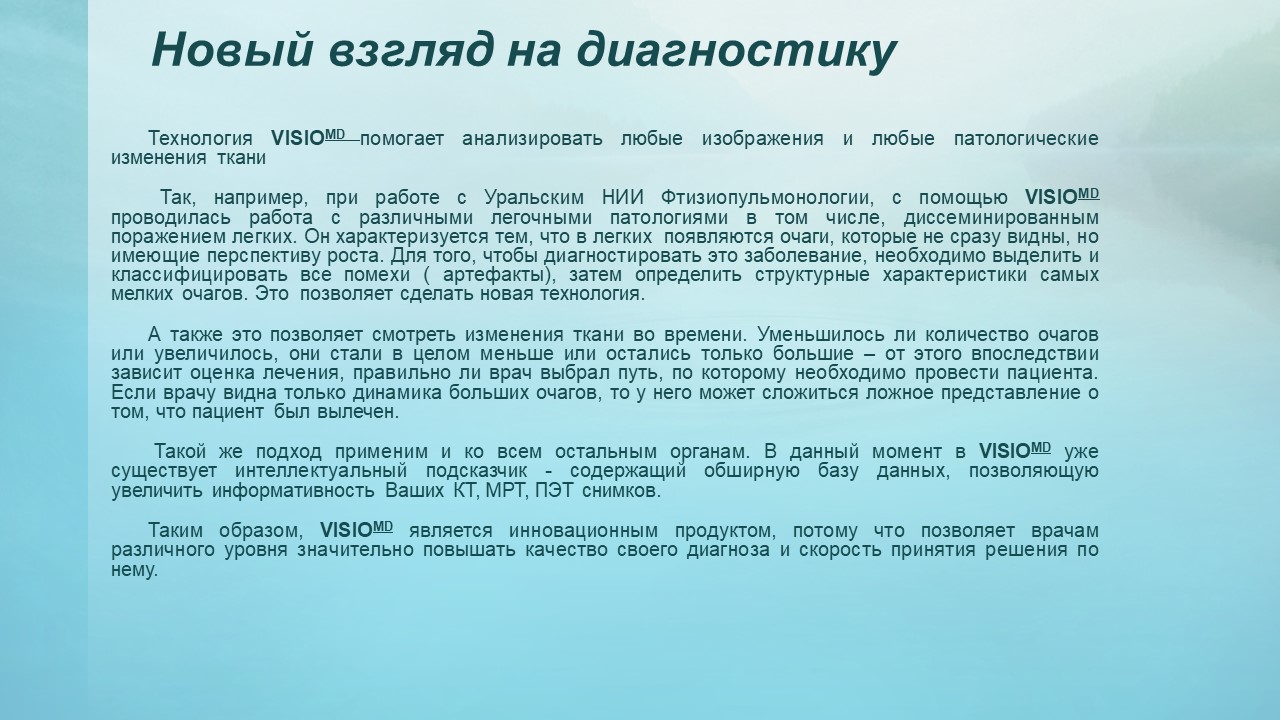 Новый взгляд на диагностику
Технология VISIOMD помогает анализировать любые изображения и любые патологические
изменения ткани
Так, например, при работе с Уральским НИИ Фтизиопульмонологии, с помощью VISIOMD
проводилась работа с различными легочными патологиями в том числе, диссеминированным
поражением легких. Он характеризуется тем, что в легких появляются очаги, которые не сразу видны, но
имеющие перспективу роста. Для того, чтобы диагностировать это заболевание, необходимо выделить и
классифицировать все помехи ( артефакты), затем определить структурные характеристики самых
мелких очагов. Это позволяет сделать новая технология.
А также это позволяет смотреть изменения ткани во времени. Уменьшилось ли количество очагов
или увеличилось, они стали в целом меньше или остались только большие – от этого впоследствии
зависит оценка лечения, правильно ли врач выбрал путь, по которому необходимо провести пациента.
Если врачу видна только динамика больших очагов, то у него может сложиться ложное представление о
том, что пациент был вылечен.
Такой же подход применим и ко всем остальным органам. В данный момент в VISIOMD уже
существует интеллектуальный подсказчик - содержащий обширную базу данных, позволяющую
увеличить информативность Ваших КТ, МРТ, ПЭТ снимков.
Таким образом, VISIOMD является инновационным продуктом, потому что позволяет врачам
различного уровня значительно повышать качество своего диагноза и скорость принятия решения по
нему.